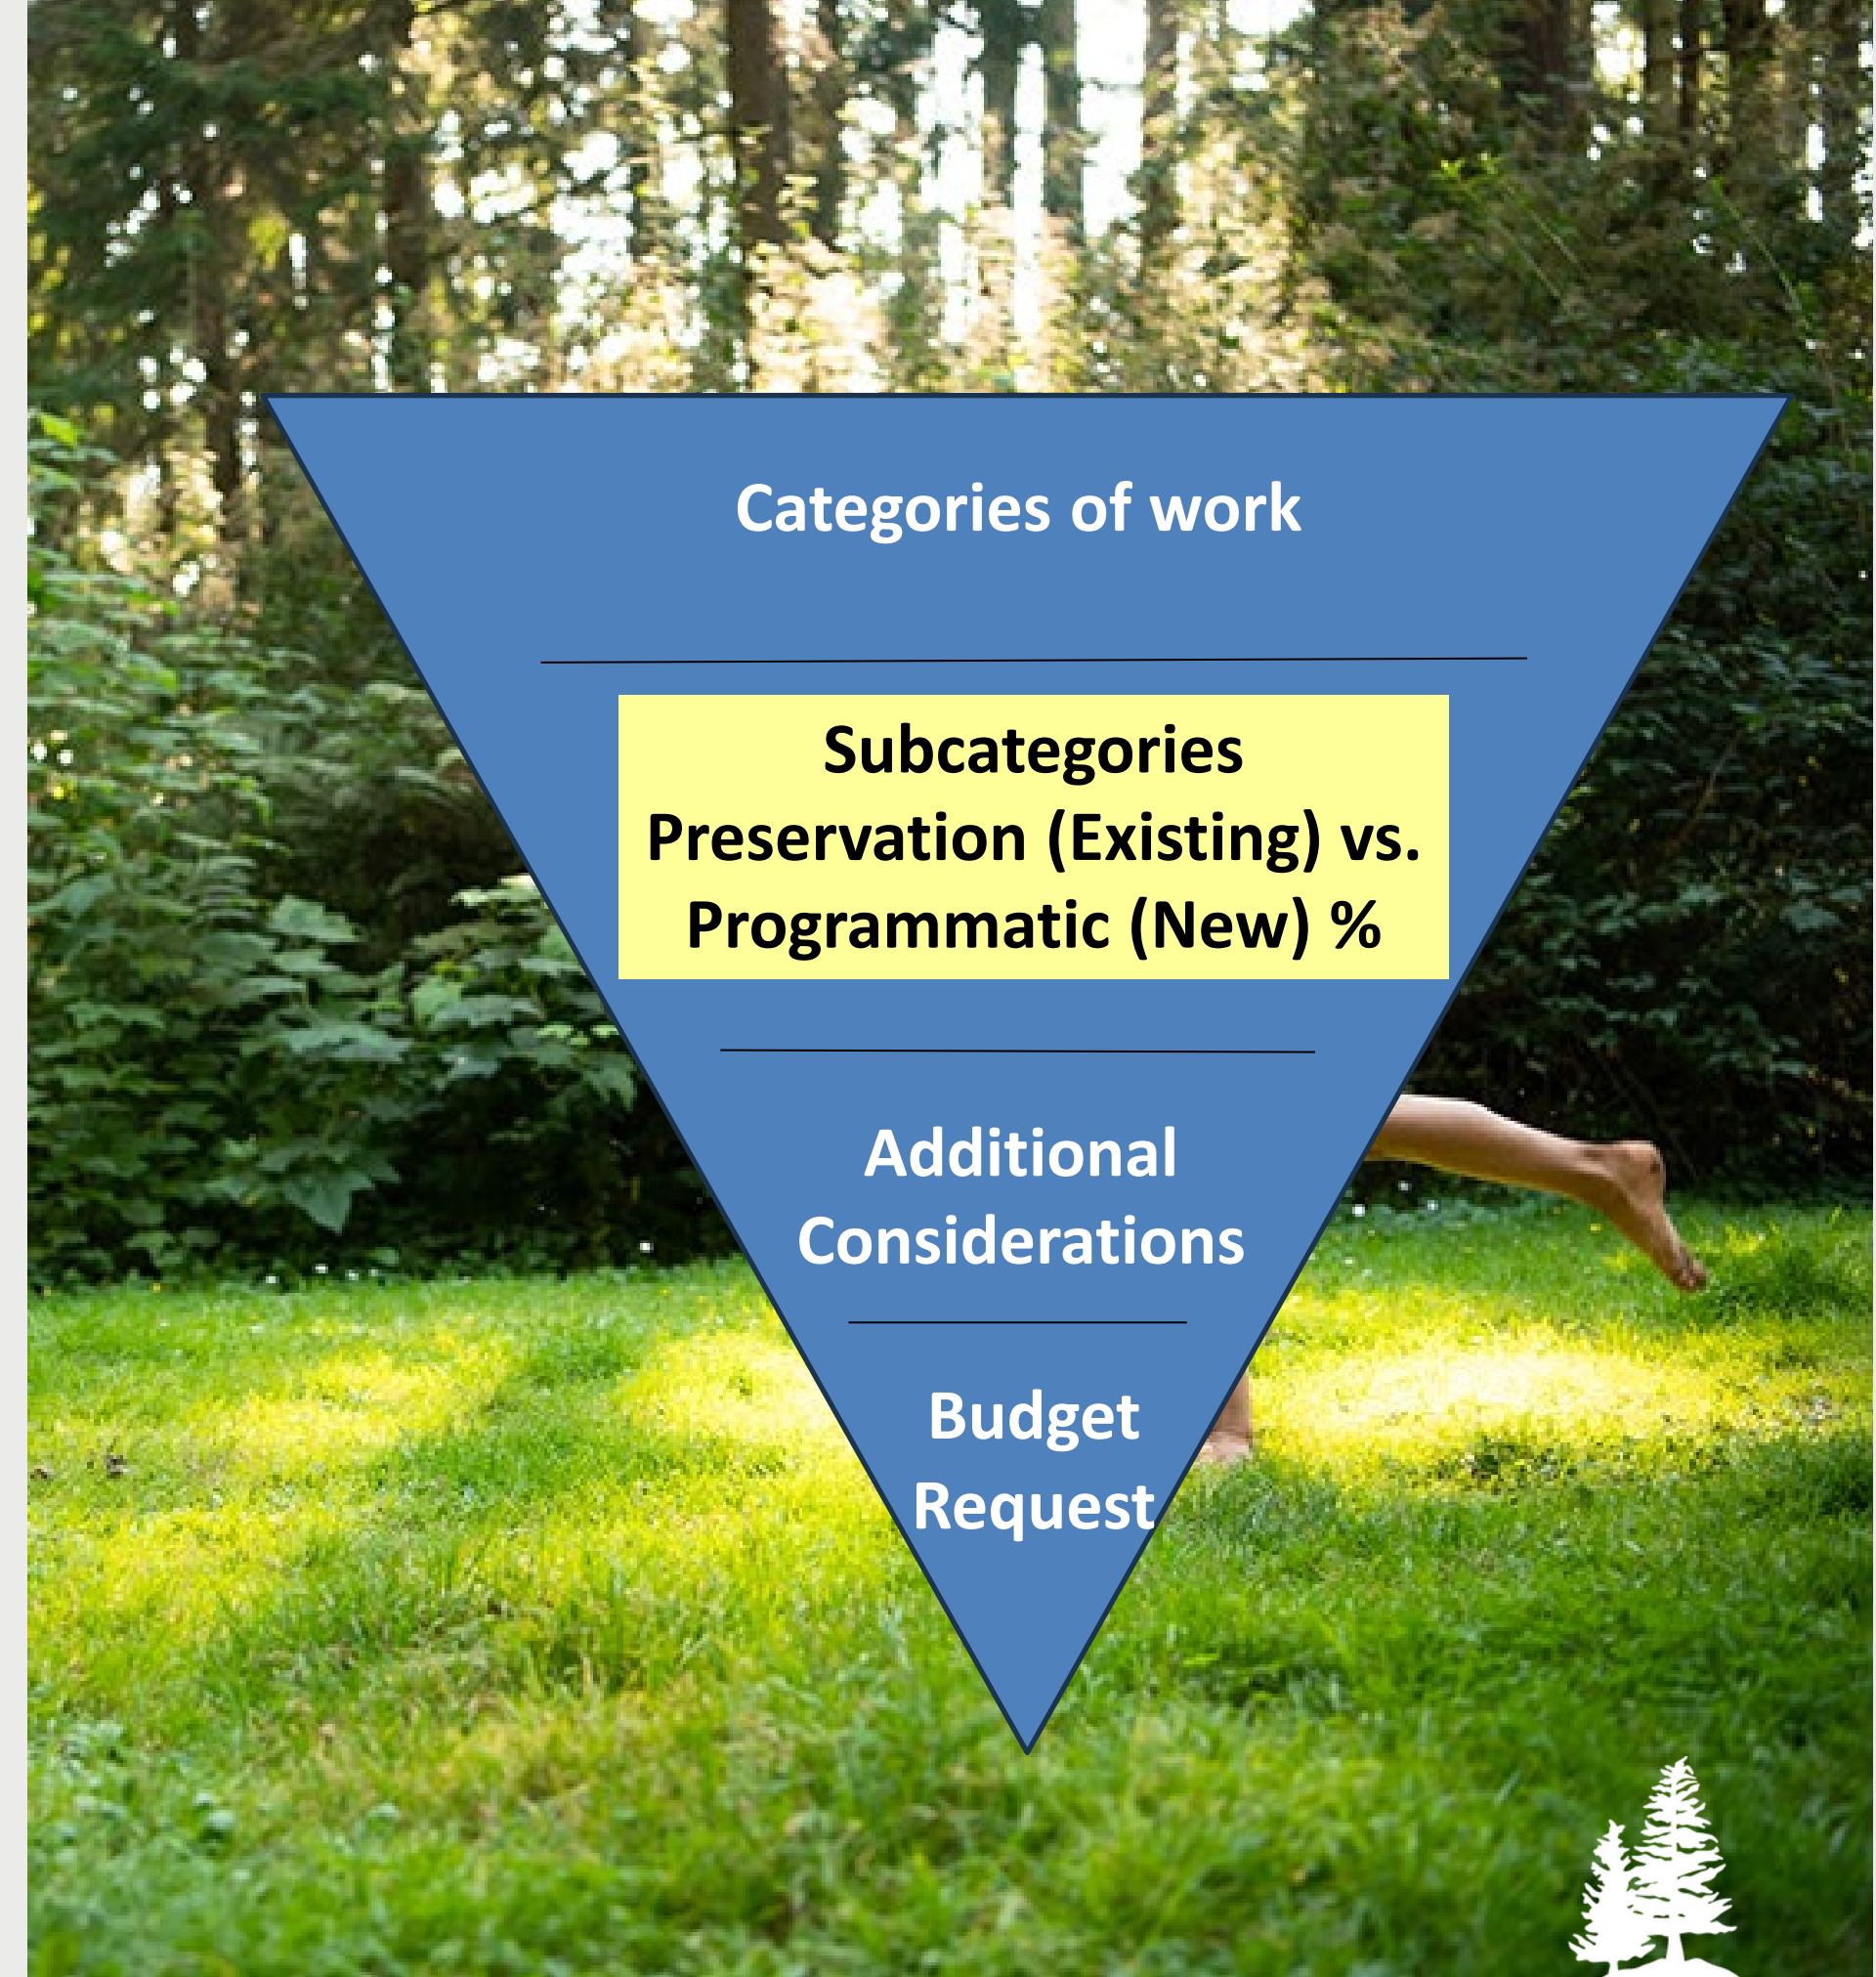 Categories of work
Subcategories
Preservation (Existing) vs.
Programmatic (New) %
Additional
Considerations
Budget
Request